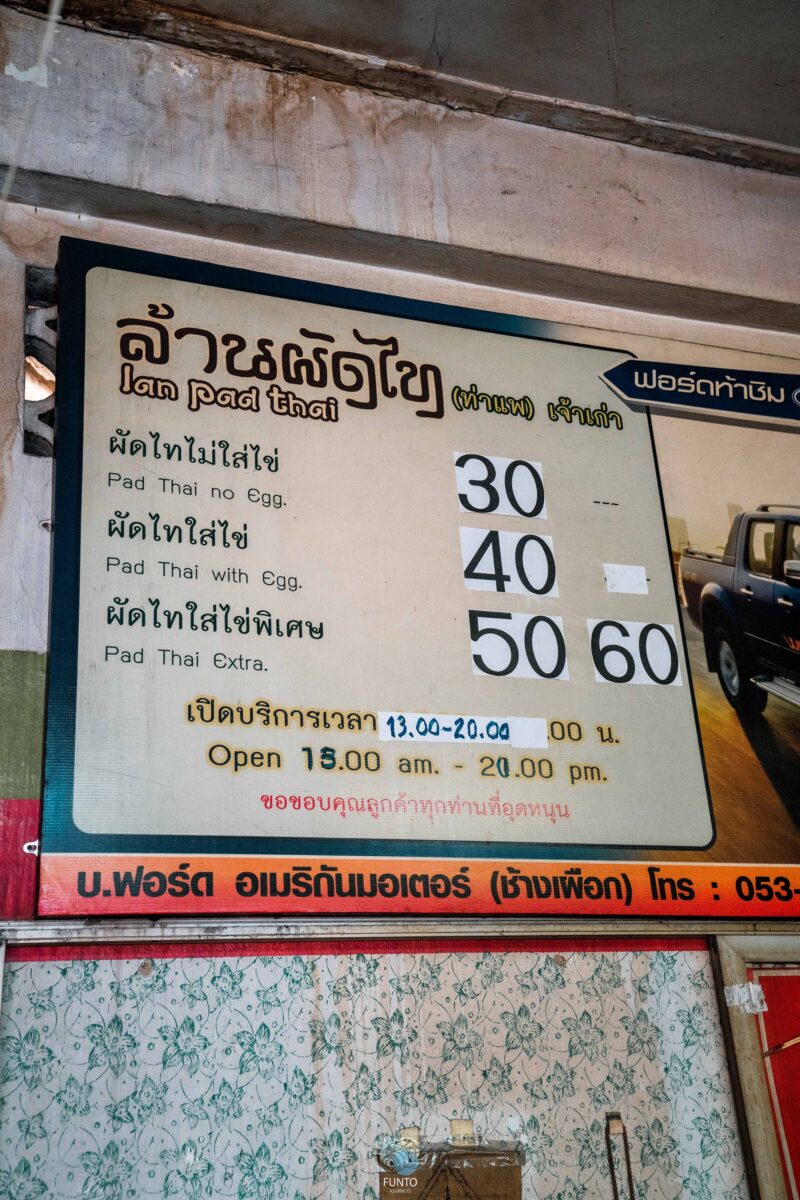 ล้านผัดไท
lan pad thai
(ท่าแพ) เจ้าเก่า
ฟอร์ดท้าชิม
ผัดไทไม่ใส่ไข่
30 ---
Pad Thai no Egg.
ผัดไทใส่ไข่
40 -
Pad Thai with Egg.
ผัดไทใส่ไข่พิเศษ
50 60
Pad Thai Extra.
เปิดบริการเวลา 13.00-20.00 .00 น.
Open .00 am. - .00 pm.
ขอขอบคุณลูกค้าทุกท่านที่อุดหนุน
บ.ฟอร์ด อเมริกันมอเตอร์ (ช้างเผือก) โทร : 053-
FUNTO
JOURNEYS